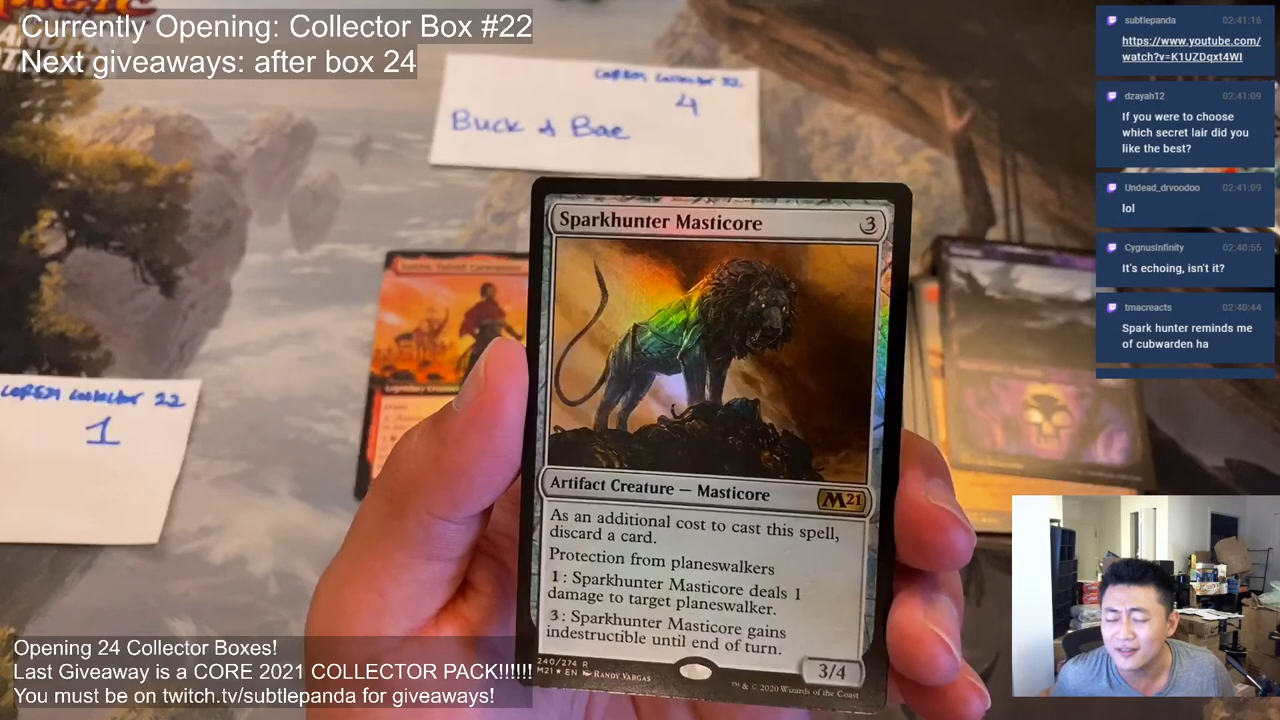 Currently Opening: Collector Box #22
Next giveaways: after box 24
4
Buck & Bae
22
1
Sparkhunter Masticore 3
Artifact Creature — Masticore M21
As an additional cost to cast this spell,
discard a card.
Protection from planeswalkers
1: Sparkhunter Masticore deals 1
damage to target planeswalker.
3: Sparkhunter Masticore gains
indestructible until end of turn.
3/4
240/274 R
M21 ★ EN RANDY VARGAS
™ & © 2020 Wizards of the Coast
Opening 24 Collector Boxes!
Last Giveaway is a CORE 2021 COLLECTOR PACK!!!!!!
You must be on twitch.tv/subtlepanda for giveaways!
subtlepanda 02:41:16
https://www.youtube.com/
watch?v=K1UZDqxt4WI
dzayah12 02:41:09
If you were to choose
which secret lair did you
like the best?
Undead_drvoodoo 02:41:09
lol
CygnusInfinity 02:40:55
It's echoing, isn't it?
tmacreacts 02:40:44
Spark hunter reminds me
of cubwarden ha